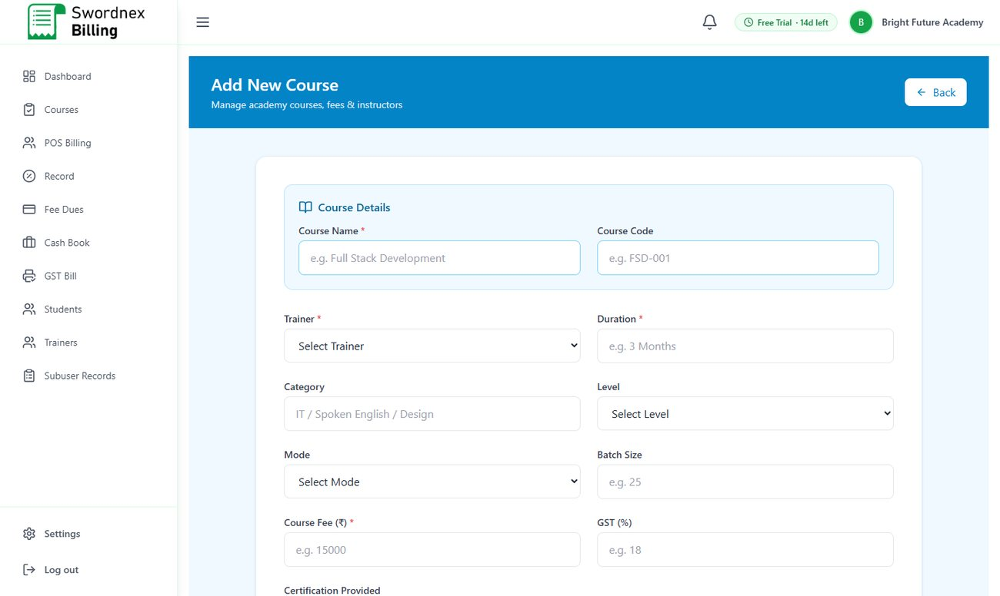 Swordnex
Billing
Free Trial · 14d left
B
Bright Future Academy
Dashboard
Courses
POS Billing
Record
Fee Dues
Cash Book
GST Bill
Students
Trainers
Subuser Records
Settings
Log out
Add New Course
Manage academy courses, fees & instructors
← Back
Course Details
Course Name *
Course Code
e.g. Full Stack Development
e.g. FSD-001
Trainer *
Duration *
Select Trainer
e.g. 3 Months
Category
Level
IT / Spoken English / Design
Select Level
Mode
Batch Size
Select Mode
e.g. 25
Course Fee (₹) *
GST (%)
e.g. 15000
e.g. 18
Certification Provided